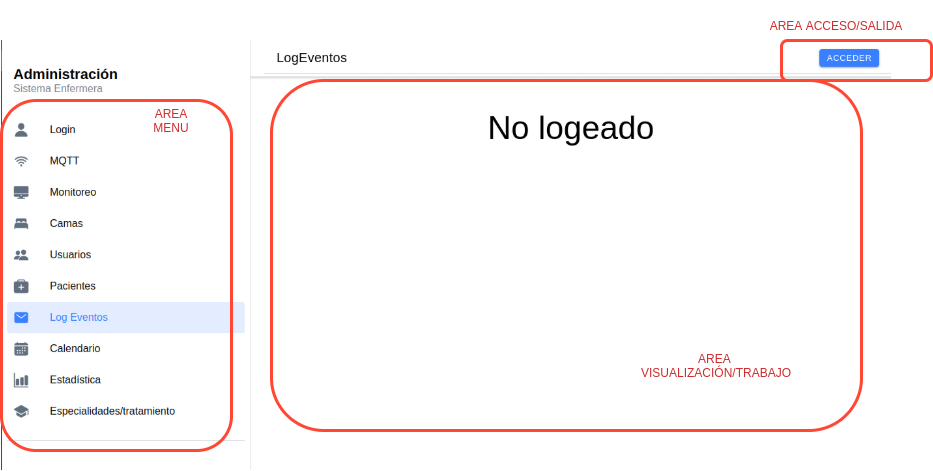 AREA ACCESO/SALIDA
LogEventos
ACCEDER
Administración
Sistema Enfermera
AREA
MENU
Login
MQTT
Monitoreo
Camas
Usuarios
Pacientes
Log Eventos
Calendario
Estadística
Especialidades/tratamiento
No logeado
AREA
VISUALIZACIÓN/TRABAJO